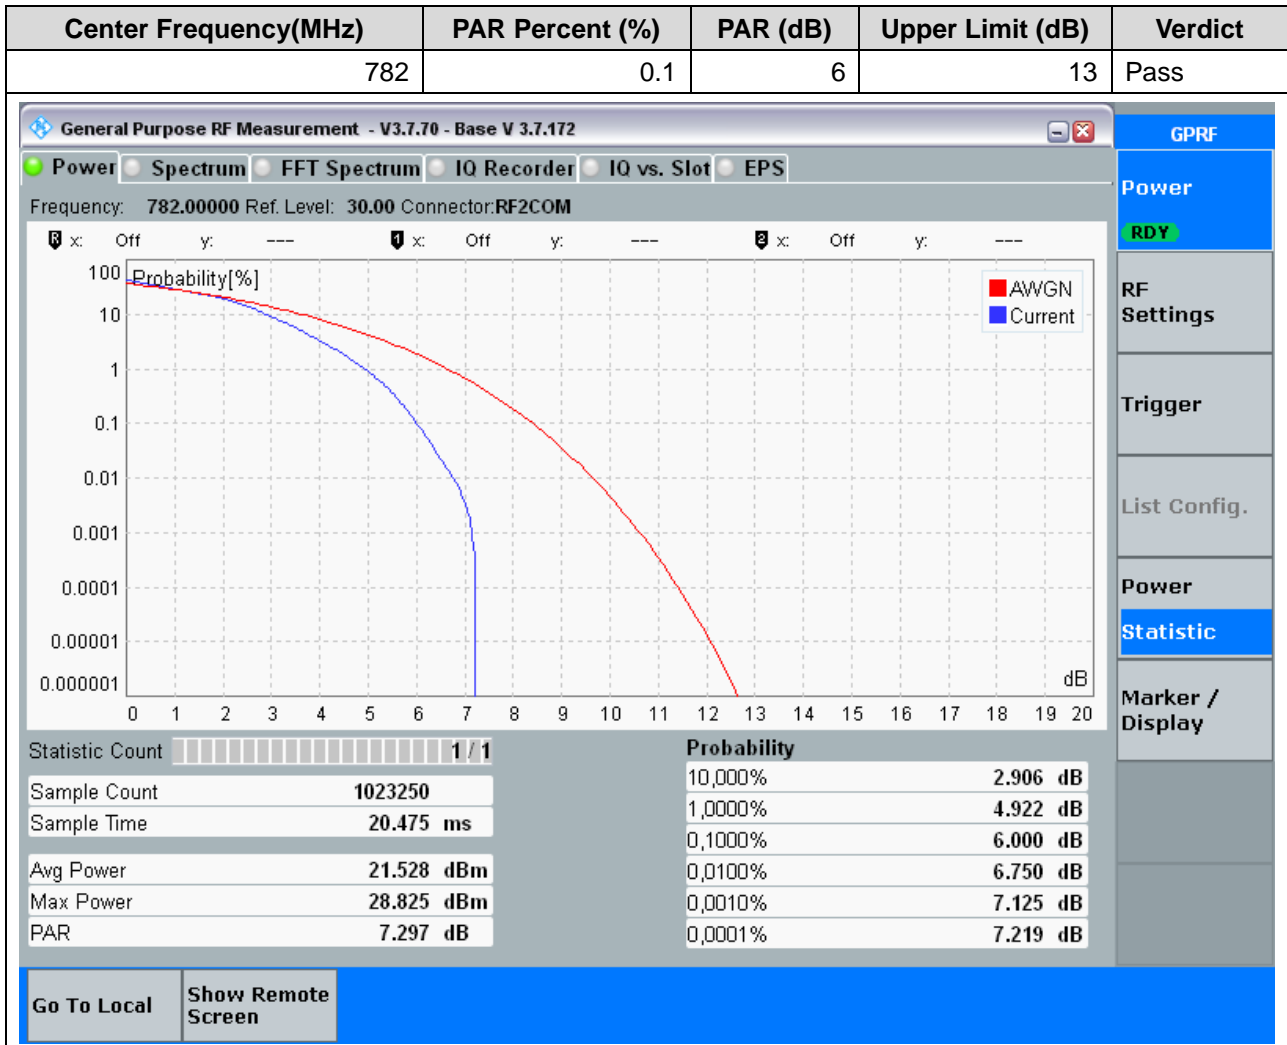 Center Frequency(MHz) PAR Percent (%) PAR (dB) Upper Limit (dB) Verdict
782 0.1 6 13 Pass
General Purpose RF Measurement - V3.7.70 - Base V 3.7.172
GPRF
Power Spectrum FFT Spectrum IQ Recorder IQ vs. Slot EPS
Power
RDY
Frequency: 782.00000 Ref. Level: 30.00 Connector:RF2COM
R x: Off y: --- 1 x: Off y: --- 2 x: Off y: ---
Probability[%]
AWGN
Current
100
10
1
0.1
0.01
0.001
0.0001
0.00001
0.000001
dB
0 1 2 3 4 5 6 7 8 9 10 11 12 13 14 15 16 17 18 19 20
RF
Settings
Trigger
List Config.
Power
Statistic
Marker /
Display
Statistic Count 1 / 1
Sample Count 1023250
Sample Time 20.475 ms
Avg Power 21.528 dBm
Max Power 28.825 dBm
PAR 7.297 dB
Probability
10,000% 2.906 dB
1,0000% 4.922 dB
0,1000% 6.000 dB
0,0100% 6.750 dB
0,0010% 7.125 dB
0,0001% 7.219 dB
Go To Local
Show Remote
Screen